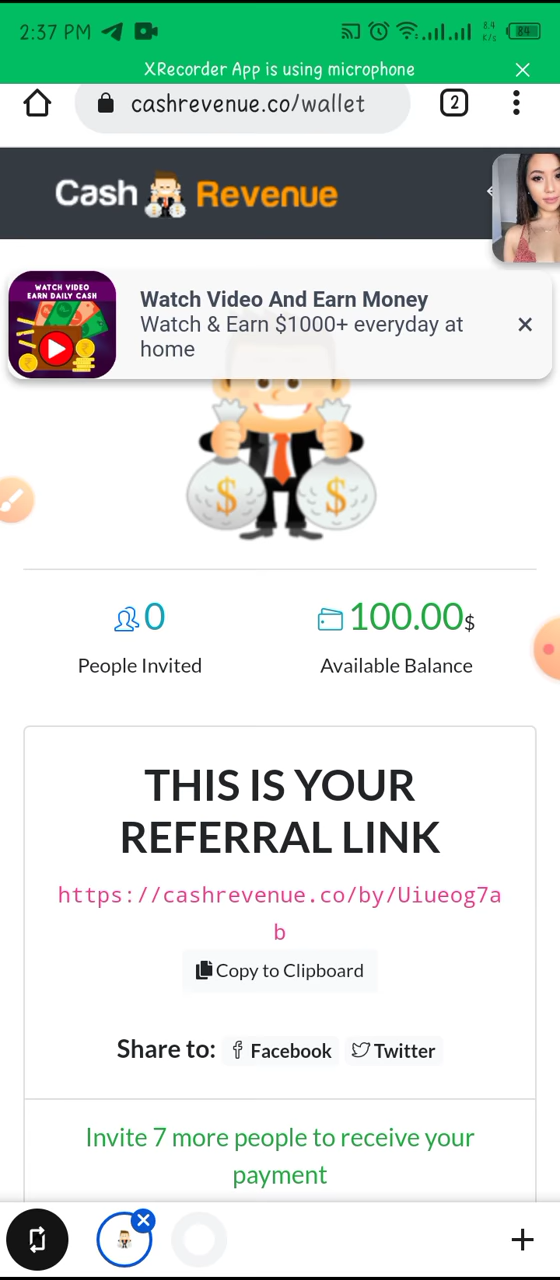 2:37 PM
8.4
K/s
84
XRecorder App is using microphone
cashrevenue.co/wallet
2
Cash Revenue
WATCH VIDEO
EARN DAILY CASH
Watch Video And Earn Money
Watch & Earn $1000+ everyday at
home
$ $
0
People Invited
100.00$
Available Balance
THIS IS YOUR
REFERRAL LINK
https://cashrevenue.co/by/Uiueog7a
b
Copy to Clipboard
Share to: Facebook Twitter
Invite 7 more people to receive your
payment